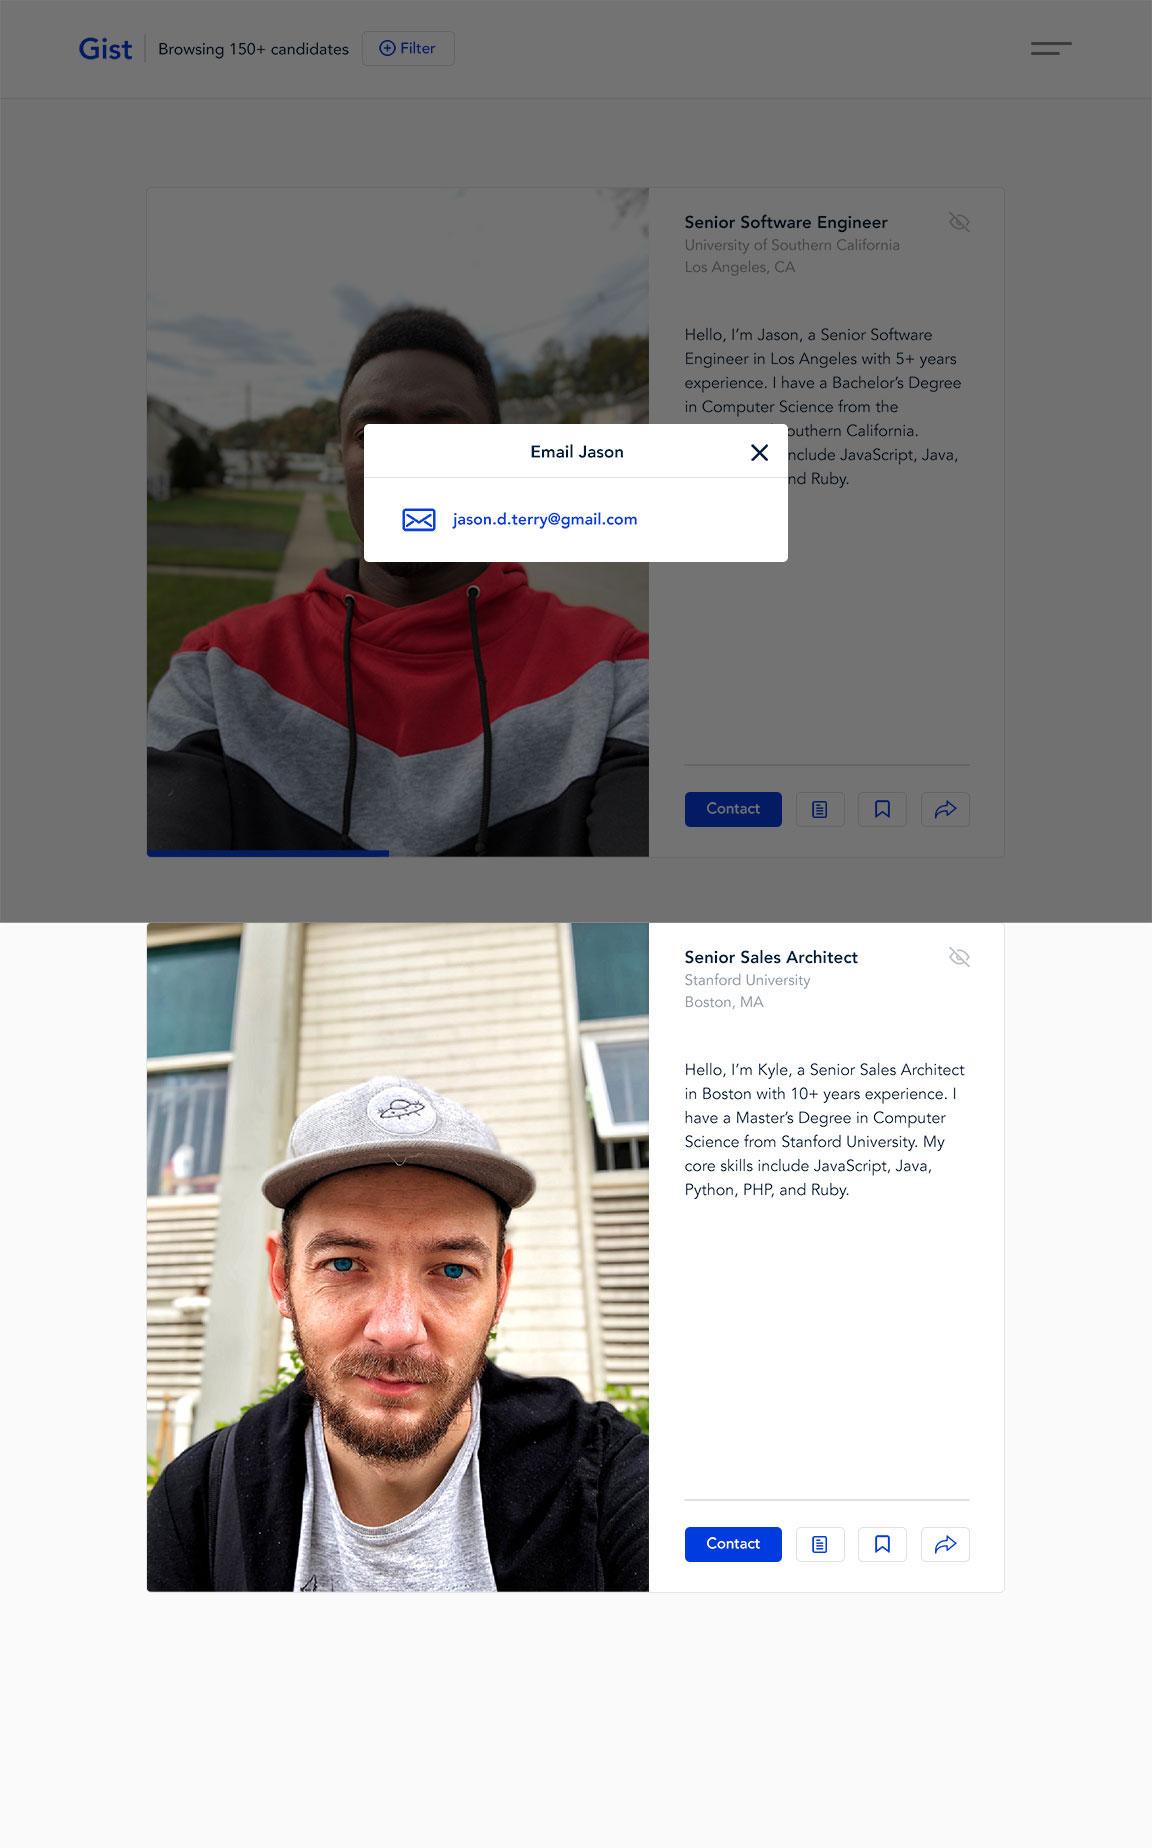 Gist
Browsing 150+ candidates
Filter
Senior Software Engineer
University of Southern California
Los Angeles, CA
Hello, I’m Jason, a Senior Software
Engineer in Los Angeles with 5+ years
experience. I have a Bachelor’s Degree
in Computer Science from the
outhern California.
nclude JavaScript, Java,
nd Ruby.
Email Jason
jason.d.terry@gmail.com
Contact
Senior Sales Architect
Stanford University
Boston, MA
Hello, I’m Kyle, a Senior Sales Architect
in Boston with 10+ years experience. I
have a Master’s Degree in Computer
Science from Stanford University. My
core skills include JavaScript, Java,
Python, PHP, and Ruby.
Contact